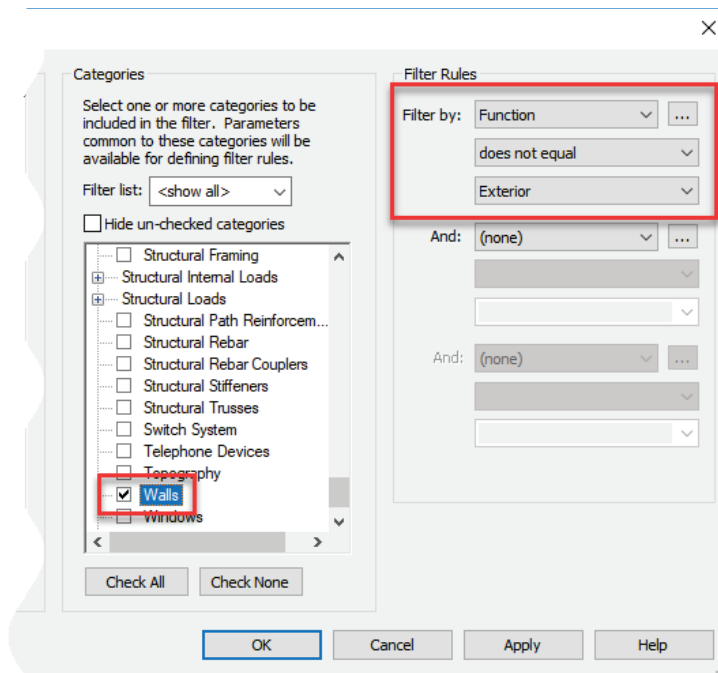 Categories
Select one or more categories to be
included in the filter. Parameters
common to these categories will be
available for defining filter rules.
Filter list: <show all>
Hide un-checked categories
Structural Framing
Structural Internal Loads
Structural Loads
Structural Path Reinforcem...
Structural Rebar
Structural Rebar Couplers
Structural Stiffeners
Structural Trusses
Switch System
Telephone Devices
Topography
Walls
Windows
Check All Check None
Filter Rules
Filter by: Function ...
does not equal
Exterior
And: (none) ...
And: (none) ...
OK Cancel Apply Help